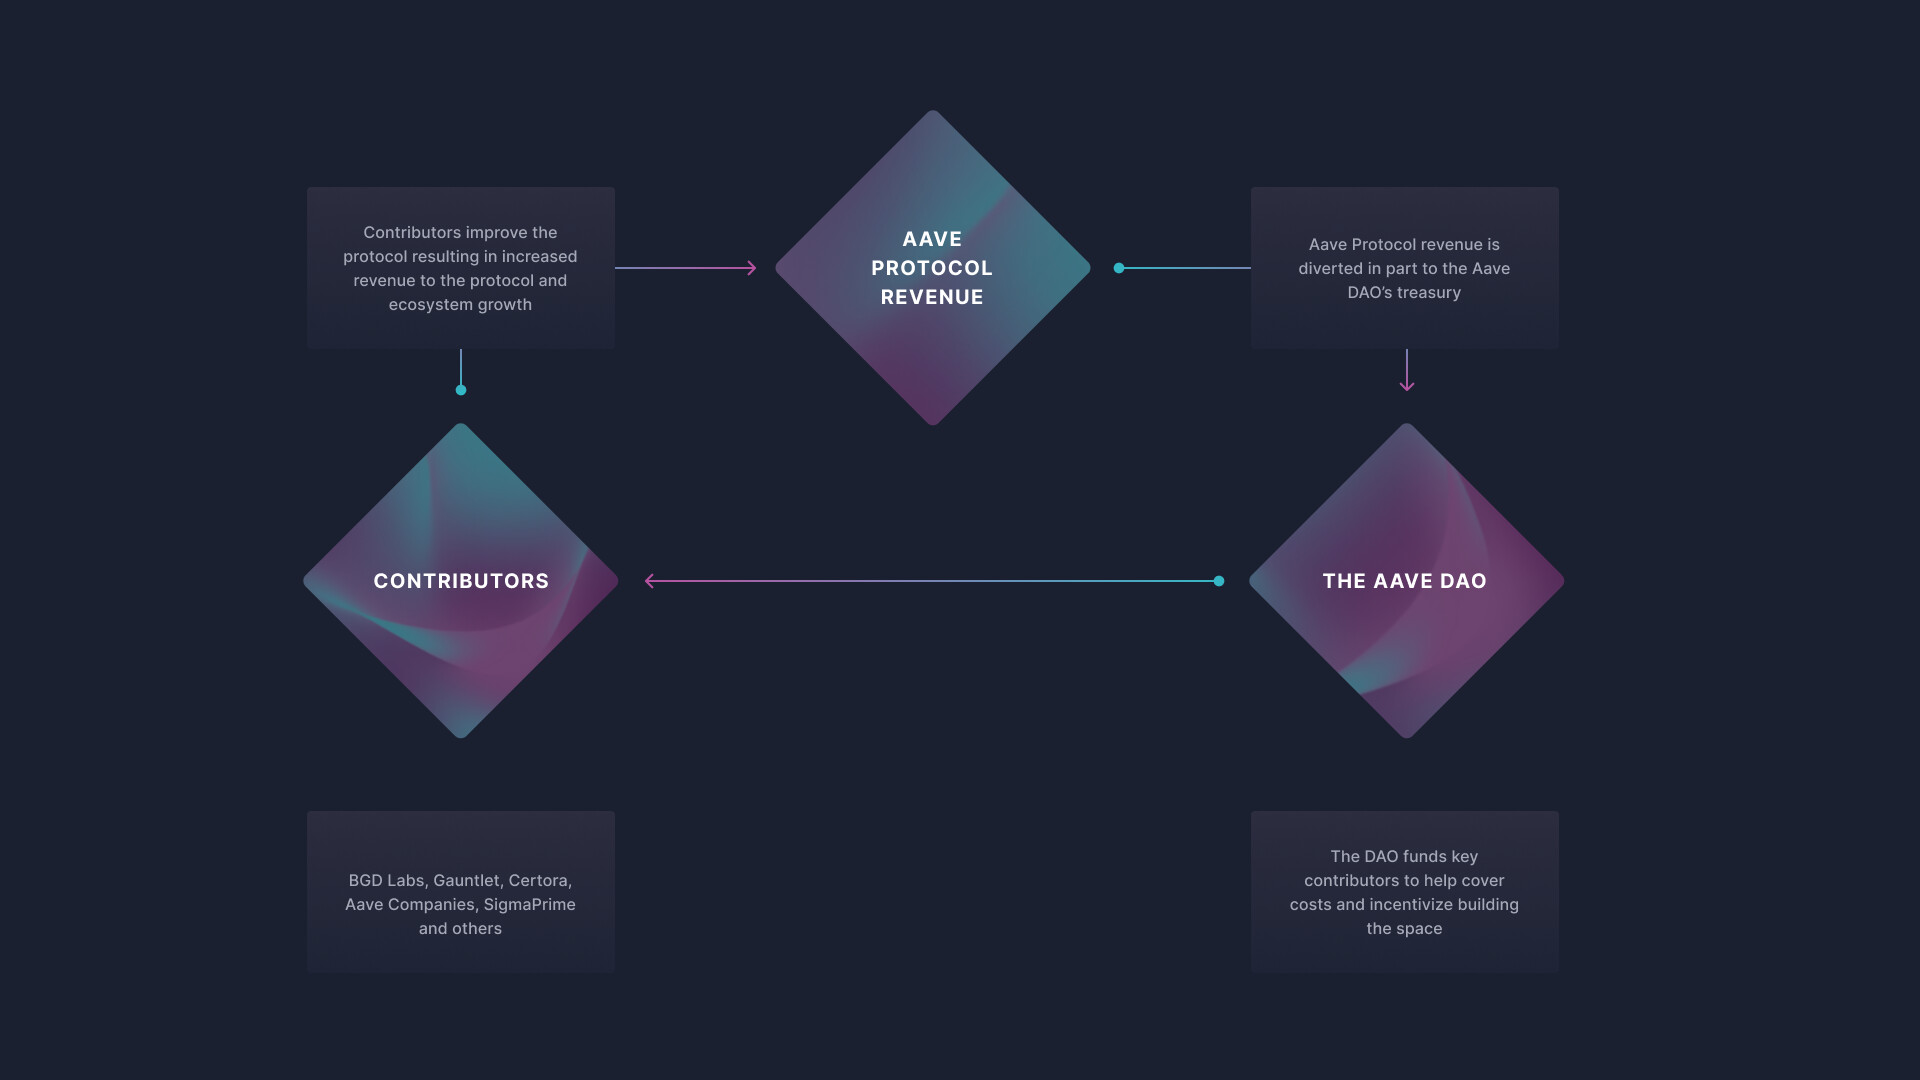 AAVE
PROTOCOL
REVENUE
Contributors improve the
protocol resulting in increased
revenue to the protocol and
ecosystem growth
Aave Protocol revenue is
diverted in part to the Aave
DAO’s treasury
CONTRIBUTORS
THE AAVE DAO
BGD Labs, Gauntlet, Certora,
Aave Companies, SigmaPrime
and others
The DAO funds key
contributors to help cover
costs and incentivize building
the space